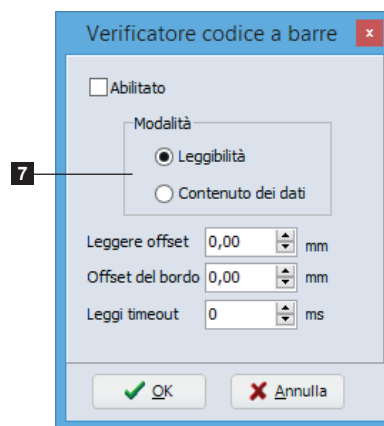 Verificatore codice a barre x
Abilitato
Modalità
Leggibilità
7
Contenuto dei dati
Leggere offset 0,00 mm
Offset del bordo 0,00 mm
Leggi timeout 0 ms
OK Annulla